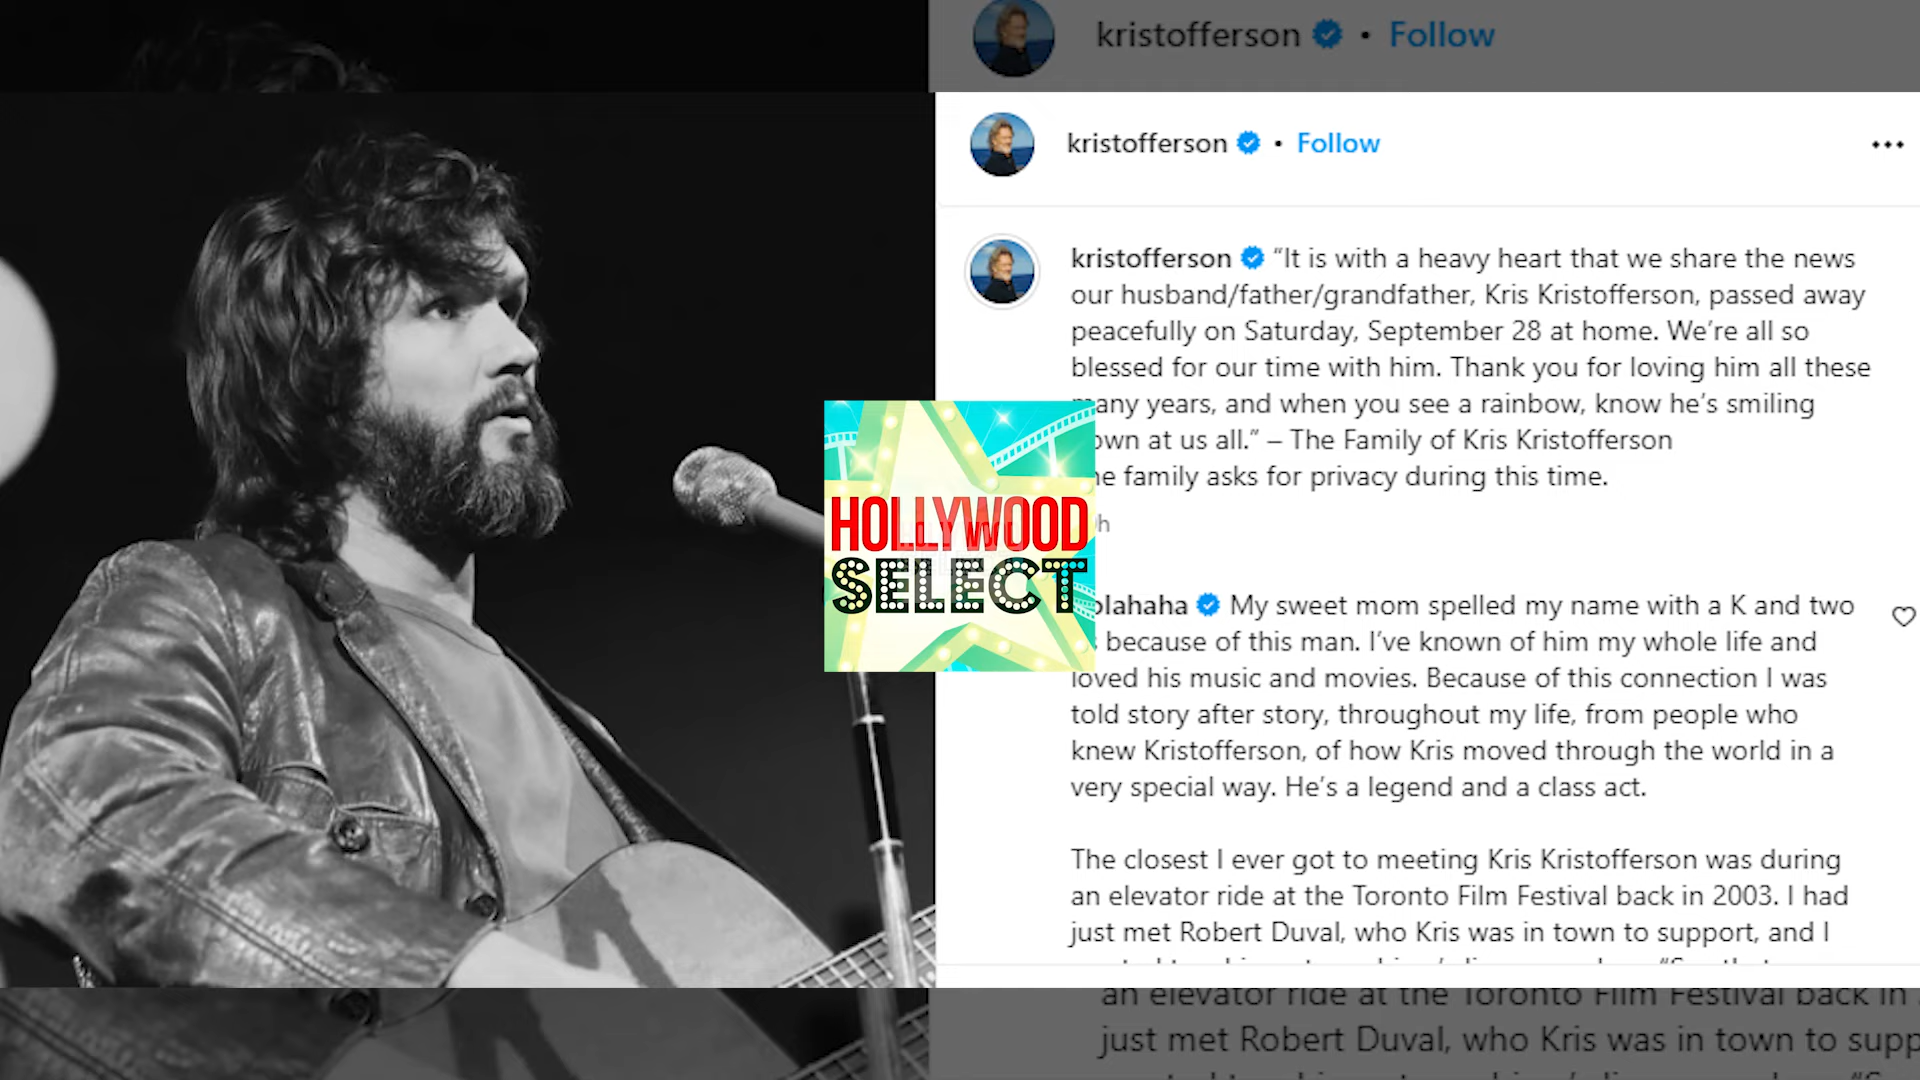 kristofferson • Follow
kristofferson • Follow
kristofferson “It is with a heavy heart that we share the news
our husband/father/grandfather, Kris Kristofferson, passed away
peacefully on Saturday, September 28 at home. We’re all so
blessed for our time with him. Thank you for loving him all these
many years, and when you see a rainbow, know he’s smiling
own at us all.” – The Family of Kris Kristofferson
he family asks for privacy during this time.
h
HOLLYWOOD
SELECT
olahaha My sweet mom spelled my name with a K and two
because of this man. I’ve known of him my whole life and
loved his music and movies. Because of this connection I was
told story after story, throughout my life, from people who
knew Kristofferson, of how Kris moved through the world in a
very special way. He’s a legend and a class act.
The closest I ever got to meeting Kris Kristofferson was during
an elevator ride at the Toronto Film Festival back in 2003. I had
just met Robert Duval, who Kris was in town to support, and I
an elevator ride at the Toronto Film Festival back in
just met Robert Duval, who Kris was in town to supp